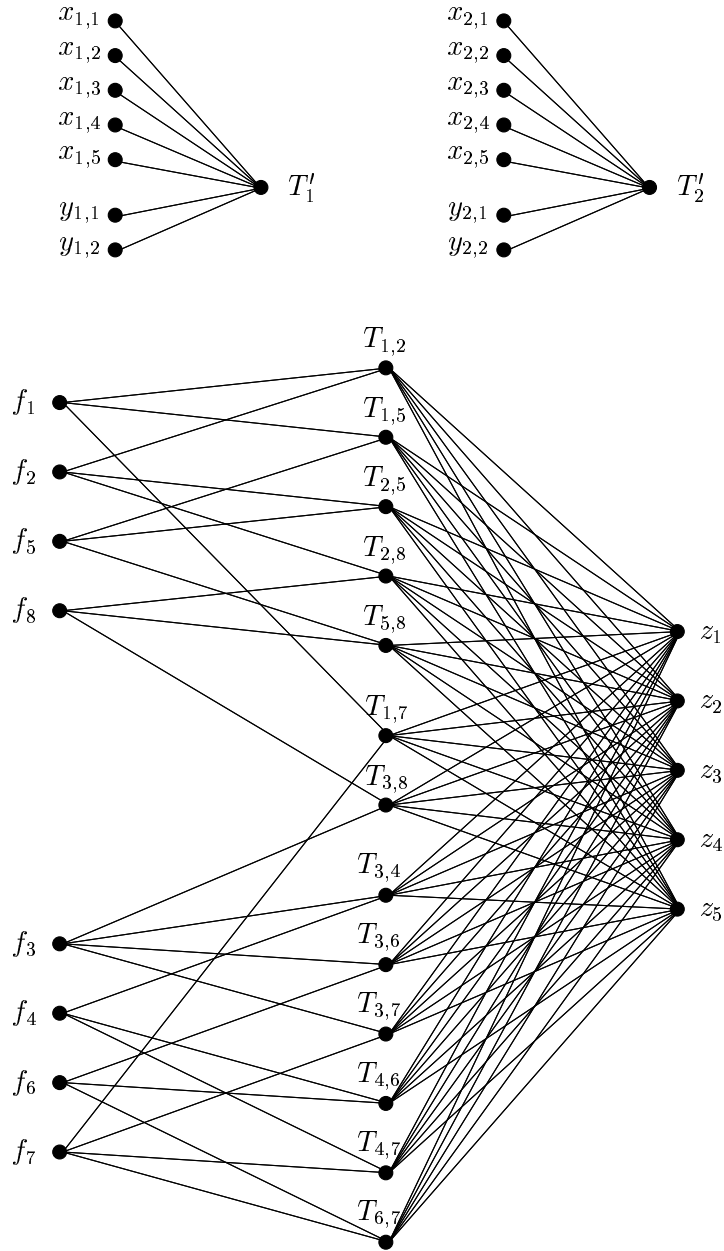 x_{1,1}
x_{1,2}
x_{1,3}
x_{1,4}
x_{1,5}
y_{1,1}
y_{1,2}
T'_1
x_{2,1}
x_{2,2}
x_{2,3}
x_{2,4}
x_{2,5}
y_{2,1}
y_{2,2}
T'_2
f_1
f_2
f_5
f_8
f_3
f_4
f_6
f_7
T_{1,2}
T_{1,5}
T_{2,5}
T_{2,8}
T_{5,8}
T_{1,7}
T_{3,8}
T_{3,4}
T_{3,6}
T_{3,7}
T_{4,6}
T_{4,7}
T_{6,7}
z_1
z_2
z_3
z_4
z_5